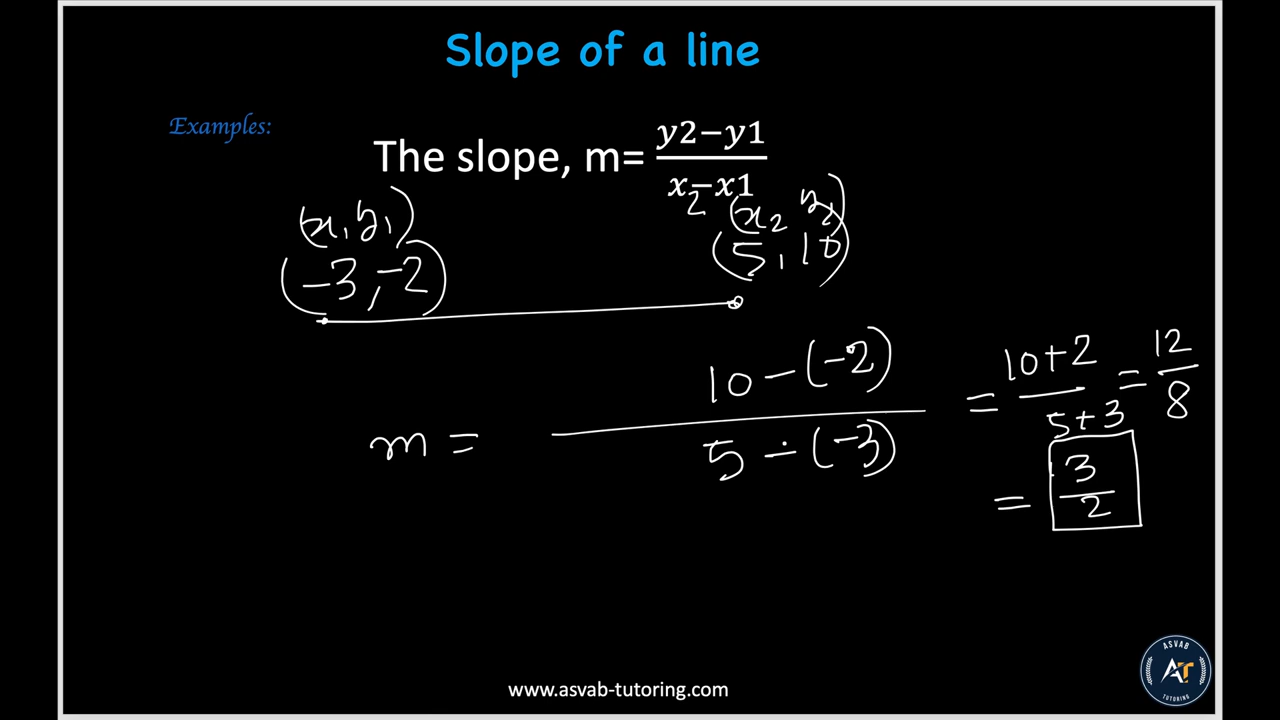 Slope of a line
Examples:
The slope, m= y2−y1
x2−x1
(x1, y1) (x2, y2)
(−3, −2) (5, 10)
m = 10 − (−2) = 10+2 = 12
5 − (−3) 5+3 8
= 3
2
www.asvab-tutoring.com
ASVAB
AT
TUTORING